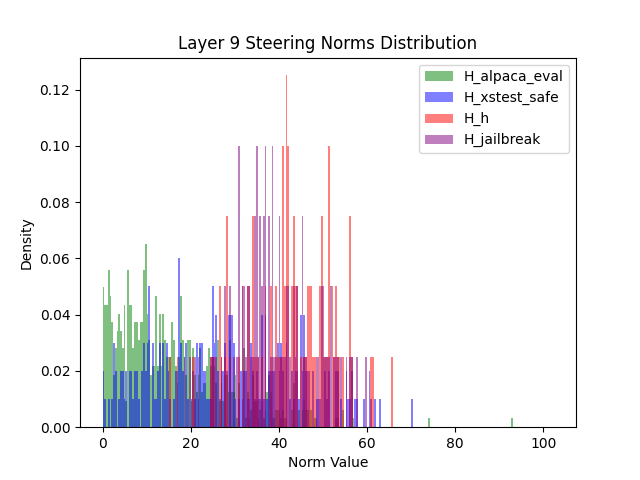 Layer 9 Steering Norms Distribution
H_alpaca_eval
H_xstest_safe
H_h
H_jailbreak
Density
0.12
0.10
0.08
0.06
0.04
0.02
0.00
0
20
40
60
80
100
Norm Value